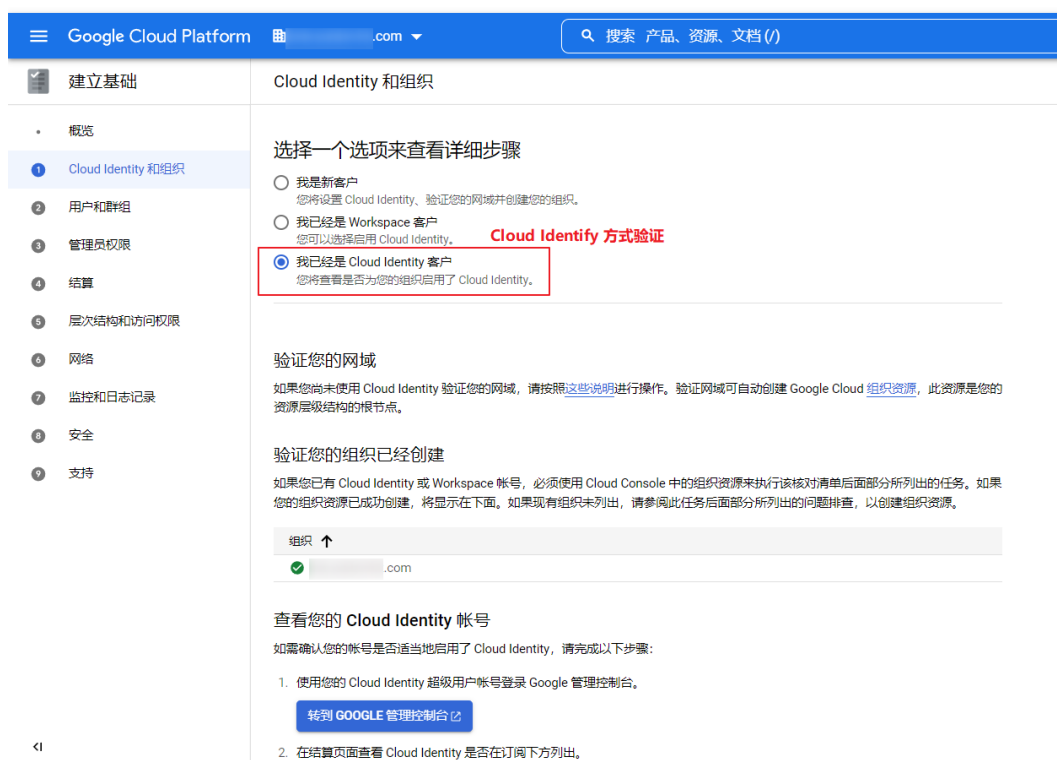 Google Cloud Platform
.com
搜索 产品、资源、文档 (/)
建立基础
Cloud Identity 和组织
概览
1 Cloud Identity 和组织
2 用户和群组
3 管理员权限
4 结算
5 层次结构和访问权限
6 网络
7 监控和日志记录
8 安全
9 支持
选择一个选项来查看详细步骤
我是新客户
您将设置 Cloud Identity、验证您的网域并创建您的组织。
我已经是 Workspace 客户
您可以选择启用 Cloud Identity。
Cloud Identify 方式验证
我已经是 Cloud Identity 客户
您将查看是否为您的组织启用了 Cloud Identity。
验证您的网域
如果您尚未使用 Cloud Identity 验证您的网域，请按照这些说明进行操作。验证网域可自动创建 Google Cloud 组织资源，此资源是您的
资源层级结构的根节点。
验证您的组织已经创建
如果您已有 Cloud Identity 或 Workspace 帐号，必须使用 Cloud Console 中的组织资源来执行该核对清单后面部分所列出的任务。如果
您的组织资源已成功创建，将显示在下面。如果现有组织未列出，请参阅此任务后面部分所列出的问题排查，以创建组织资源。
组织
.com
查看您的 Cloud Identity 帐号
如需确认您的帐号是否适当地启用了 Cloud Identity，请完成以下步骤：
1. 使用您的 Cloud Identity 超级用户帐号登录 Google 管理控制台。
转到 GOOGLE 管理控制台
2. 在结算页面查看 Cloud Identity 是否在订阅下方列出。